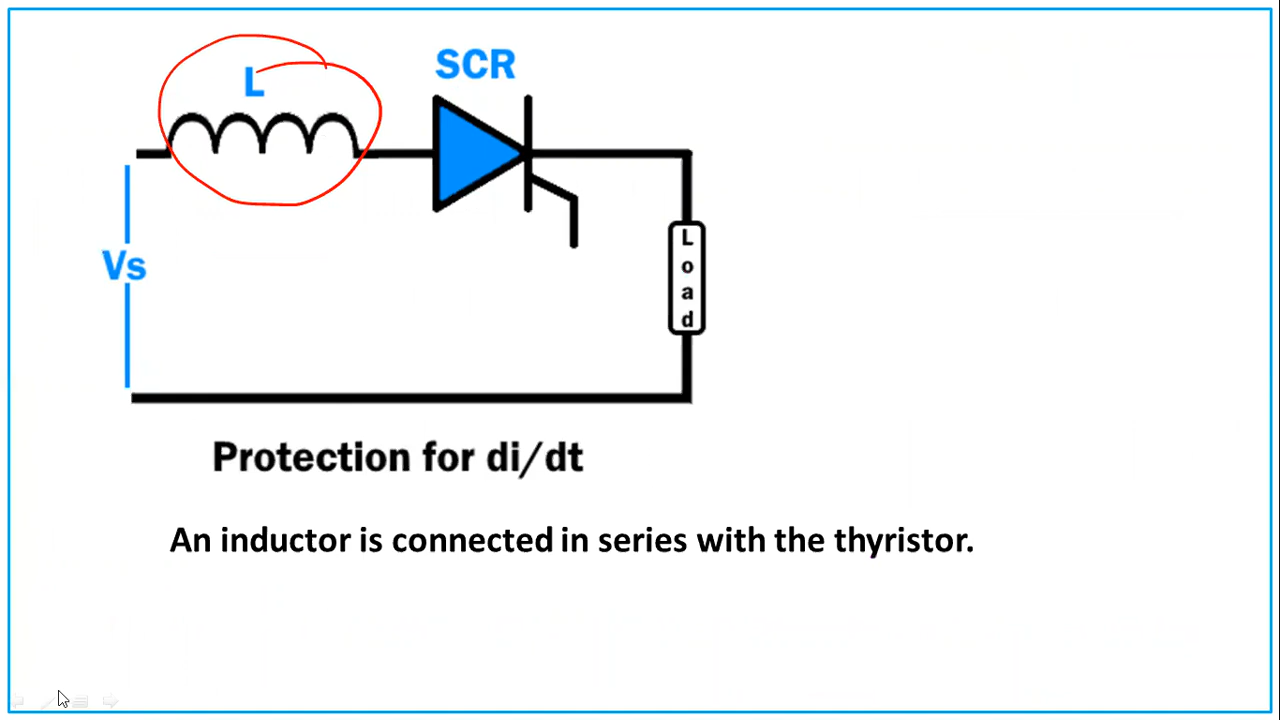 L
SCR
Vs
Load
Protection for di/dt
An inductor is connected in series with the thyristor.